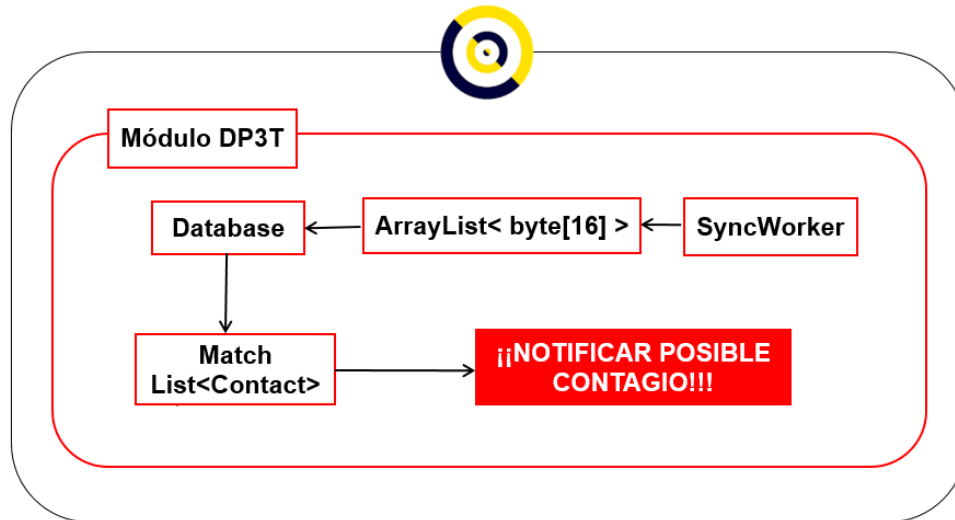 Módulo DP3T
Database
ArrayList< byte[16] >
SyncWorker
Match
List<Contact>
¡¡NOTIFICAR POSIBLE
CONTAGIO!!!